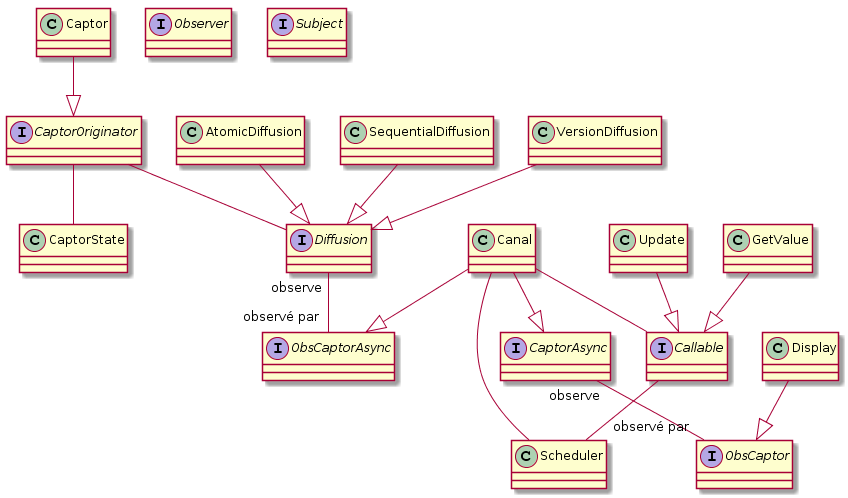 C Captor
I Observer
I Subject
I CaptorOriginator
C AtomicDiffusion
C SequentialDiffusion
C VersionDiffusion
C CaptorState
I Diffusion
C Canal
C Update
C GetValue
observe
observé par
I ObsCaptorAsync
I CaptorAsync
I Callable
C Display
observe
observé par
C Scheduler
I ObsCaptor